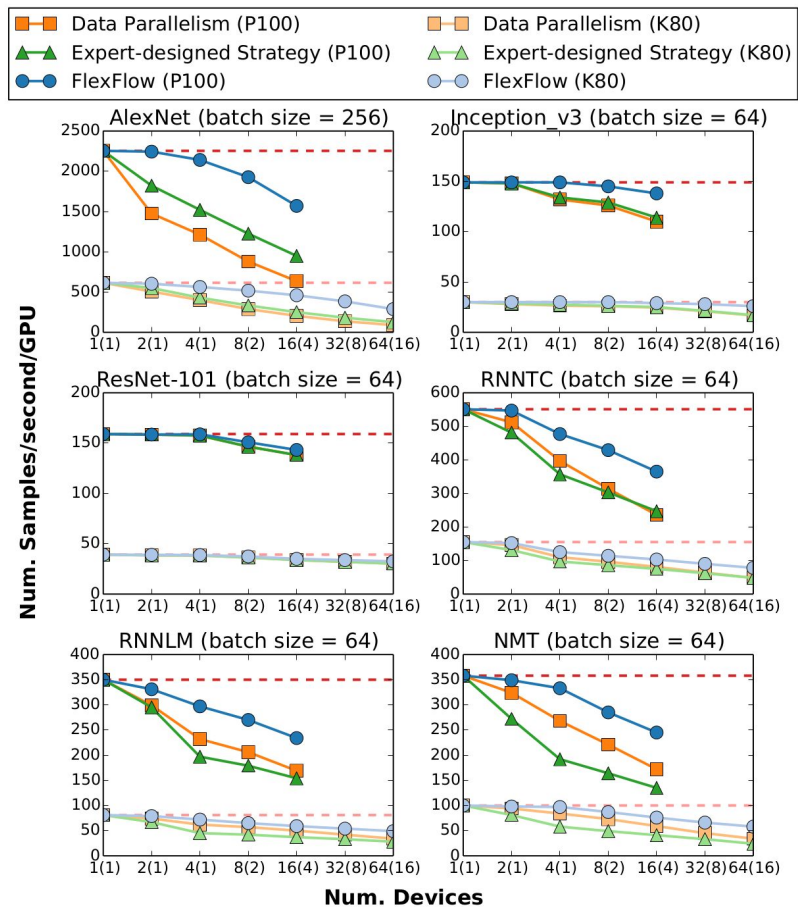 Data Parallelism (P100)
Data Parallelism (K80)
Expert-designed Strategy (P100)
Expert-designed Strategy (K80)
FlexFlow (P100)
FlexFlow (K80)
AlexNet (batch size = 256)
2500
2000
1500
1000
500
0
1(1) 2(1) 4(1) 8(2) 16(4) 32(8) 64(16)
Inception_v3 (batch size = 64)
200
150
100
50
0
1(1) 2(1) 4(1) 8(2) 16(4) 32(8) 64(16)
ResNet-101 (batch size = 64)
200
150
100
50
0
1(1) 2(1) 4(1) 8(2) 16(4) 32(8) 64(16)
RNNTC (batch size = 64)
600
500
400
300
200
100
0
1(1) 2(1) 4(1) 8(2) 16(4) 32(8) 64(16)
RNNLM (batch size = 64)
400
350
300
250
200
150
100
50
0
1(1) 2(1) 4(1) 8(2) 16(4) 32(8) 64(16)
NMT (batch size = 64)
400
350
300
250
200
150
100
50
0
1(1) 2(1) 4(1) 8(2) 16(4) 32(8) 64(16)
Num. Samples/second/GPU
Num. Devices